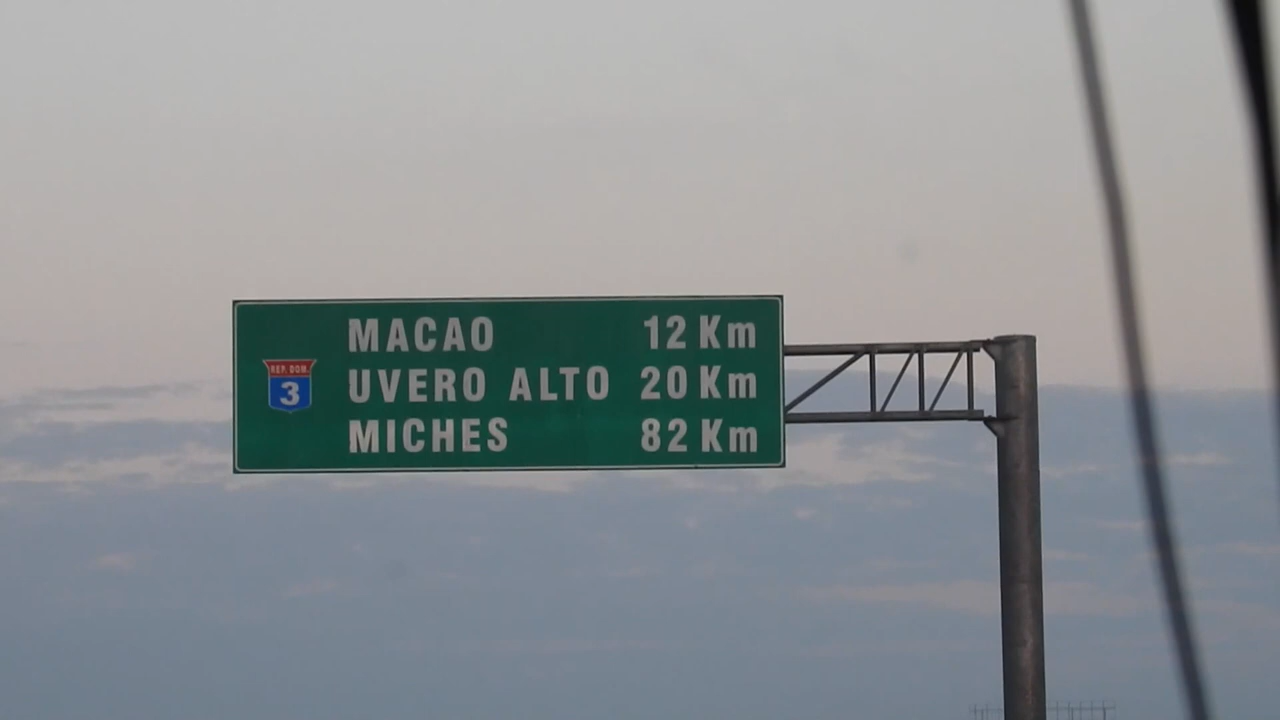 REP. DOM.
3
MACAO 12 Km
UVERO ALTO 20 Km
MICHES 82 Km